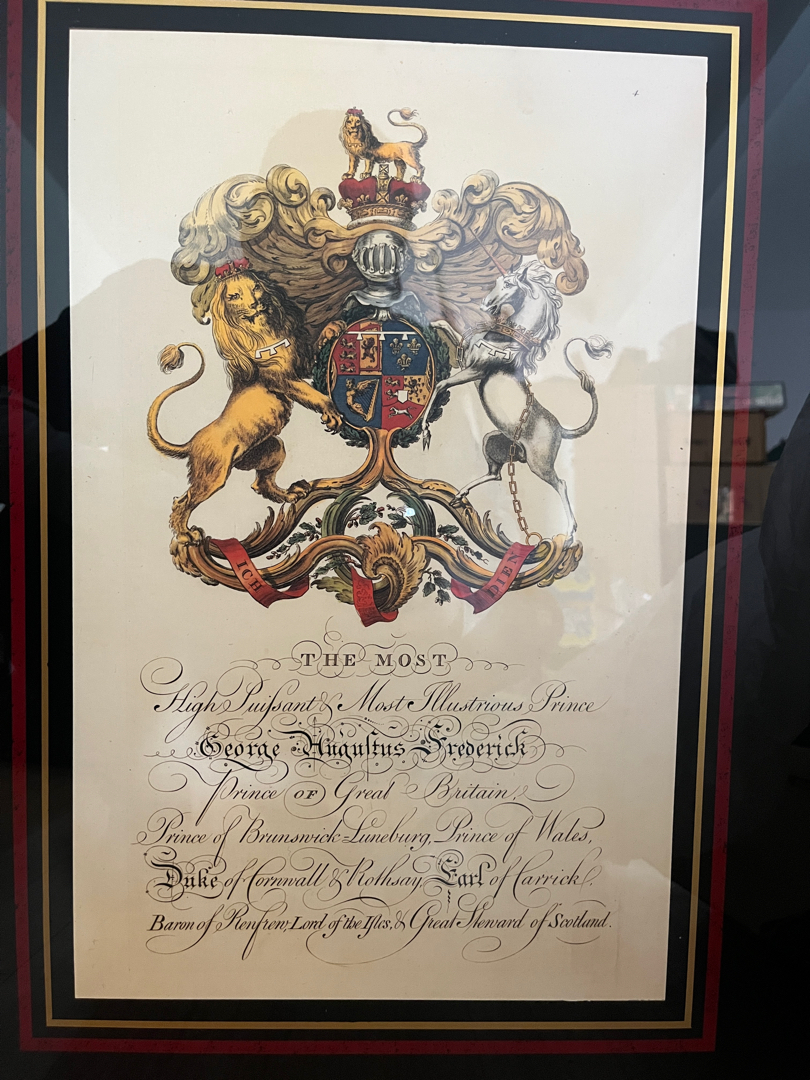 4
ICH
DIEN
THE MOST
High Puiſsant & Most Illustrious Prince
George Auguſtus Frederick
Prince OF Great Britain,
Prince of Brunswick-Luneburg, Prince of Wales,
Duke of Cornwall & Rothsay, Earl of Carrick,
Baron of Renfrew, Lord of the Iſles, & Great Steward of Scotland.